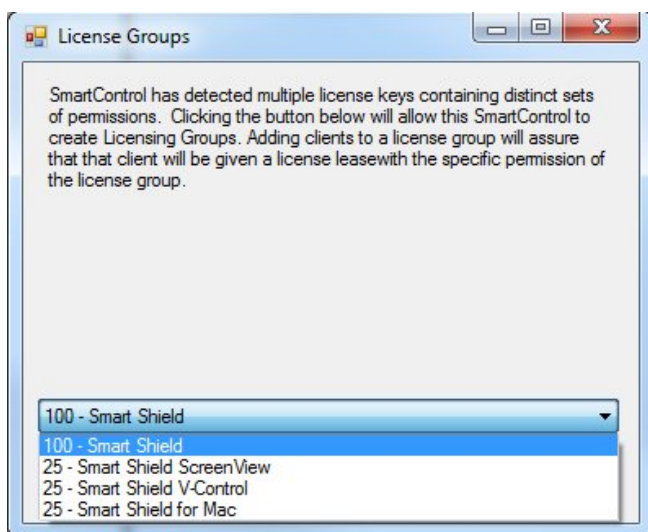 License Groups
SmartControl has detected multiple license keys containing distinct sets
of permissions. Clicking the button below will allow this SmartControl to
create Licensing Groups. Adding clients to a license group will assure
that that client will be given a license leasewith the specific permission of
the license group.
100 - Smart Shield
100 - Smart Shield
25 - Smart Shield ScreenView
25 - Smart Shield V-Control
25 - Smart Shield for Mac